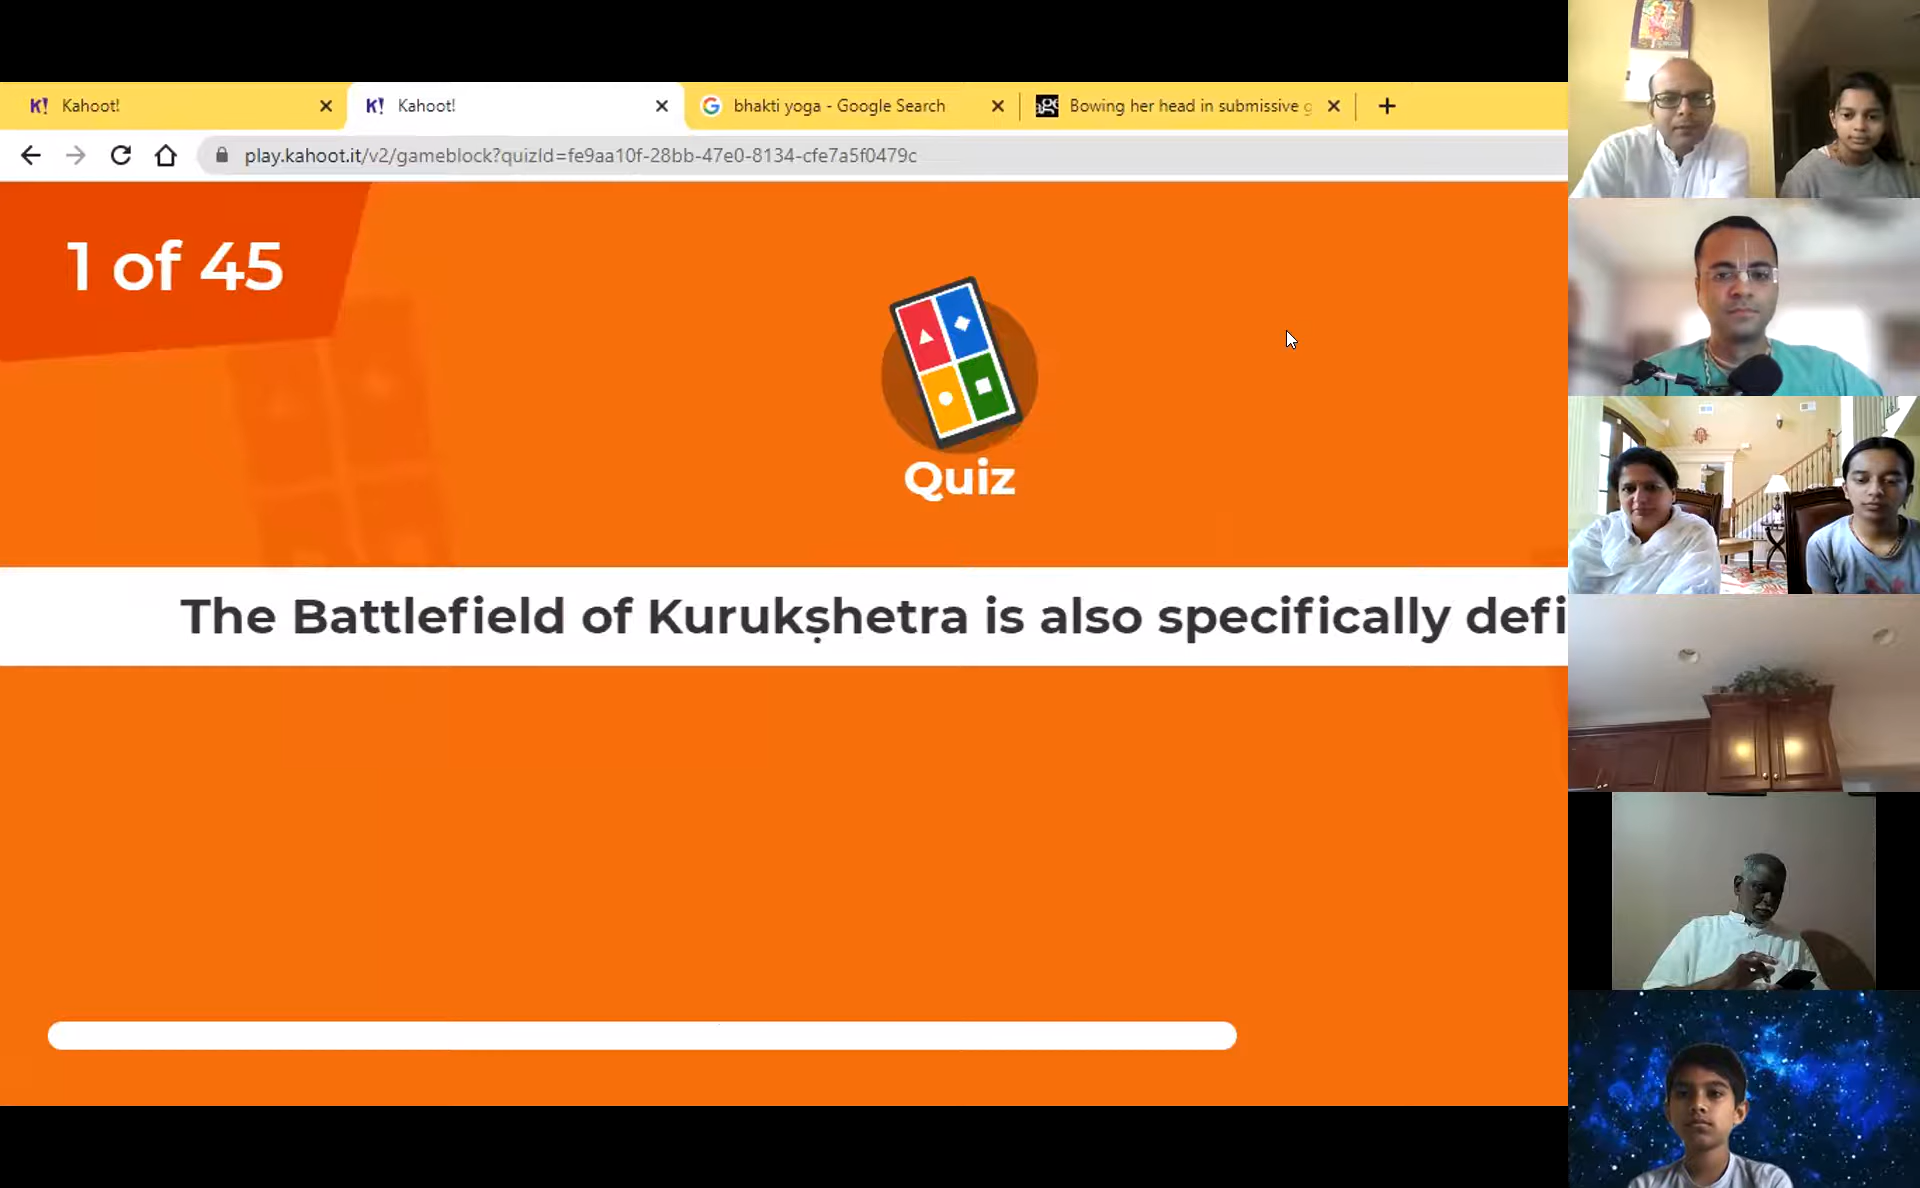 K! Kahoot!
K! Kahoot!
bhakti yoga - Google Search
Bowing her head in submissive g
play.kahoot.it/v2/gameblock?quizId=fe9aa10f-28bb-47e0-8134-cfe7a5f0479c
1 of 45
Quiz
The Battlefield of Kurukṣhetra is also specifically defi